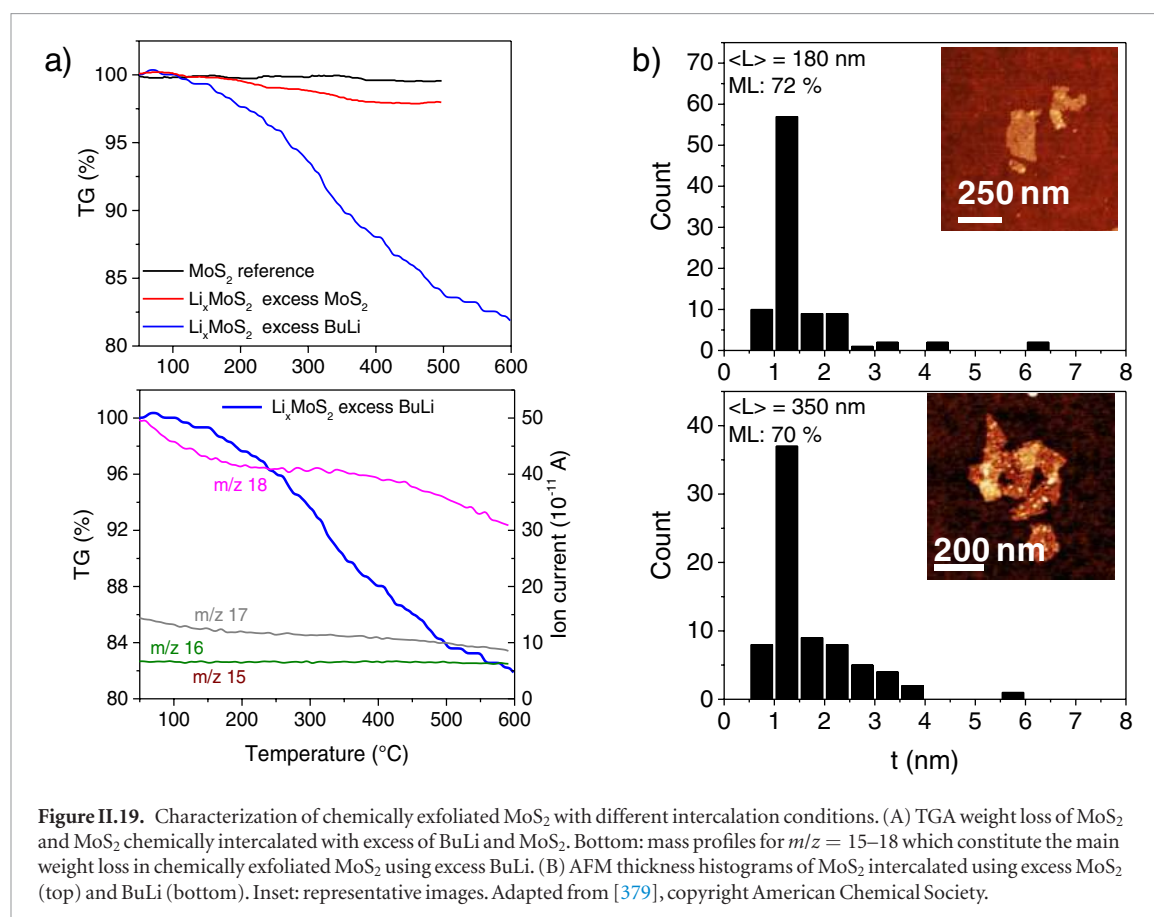 a)
100
95
90
85
80
TG (%)
MoS₂ reference
LiₓMoS₂ excess MoS₂
LiₓMoS₂ excess BuLi
100 200 300 400 500 600
100
96
92
88
84
80
TG (%)
LiₓMoS₂ excess BuLi
m/z 18
m/z 17
m/z 16
m/z 15
50
40
30
20
10
0
Ion current (10⁻¹¹ A)
100 200 300 400 500 600
Temperature (°C)
b)
70
60
50
40
30
20
10
0
Count
<L> = 180 nm
ML: 72 %
250 nm
0 1 2 3 4 5 6 7 8
40
30
20
10
0
Count
<L> = 350 nm
ML: 70 %
200 nm
0 1 2 3 4 5 6 7 8
t (nm)
Figure II.19. Characterization of chemically exfoliated MoS₂ with different intercalation conditions. (A) TGA weight loss of MoS₂
and MoS₂ chemically intercalated with excess of BuLi and MoS₂. Bottom: mass profiles for m/z = 15–18 which constitute the main
weight loss in chemically exfoliated MoS₂ using excess BuLi. (B) AFM thickness histograms of MoS₂ intercalated using excess MoS₂
(top) and BuLi (bottom). Inset: representative images. Adapted from [379], copyright American Chemical Society.